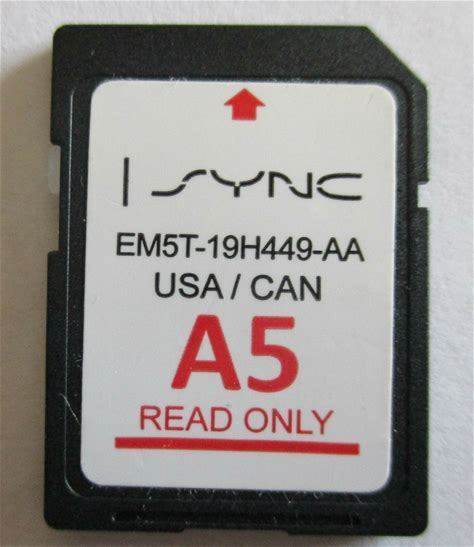 | SYNC
EM5T-19H449-AA
USA / CAN
A5
READ ONLY